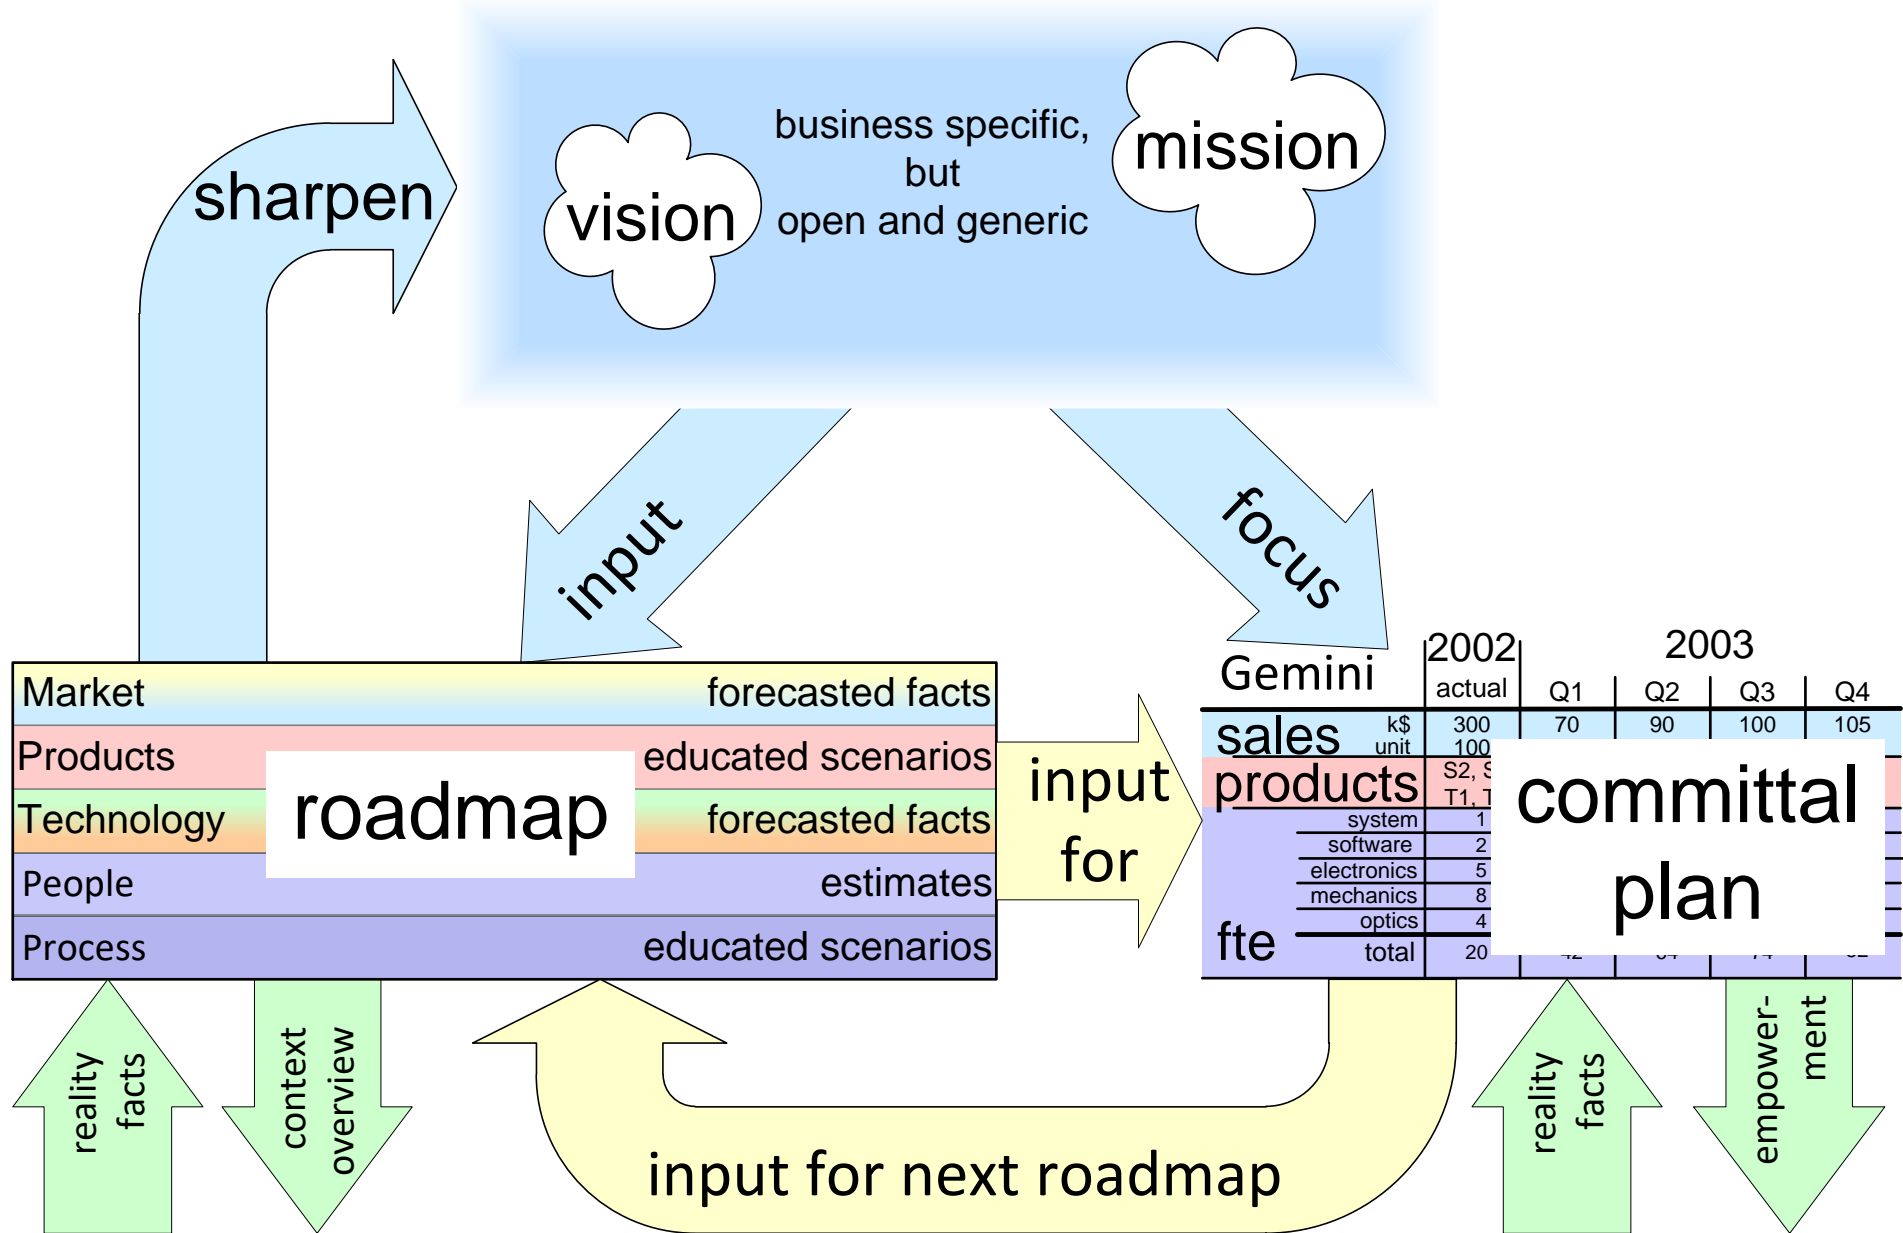 sharpen
vision
business specific,
but
open and generic
mission
input
focus
Market forecasted facts
Products educated scenarios
Technology forecasted facts
People estimates
Process educated scenarios
roadmap
input
for
Gemini
2002 2003
actual Q1 Q2 Q3 Q4
sales k$ 300 70 90 100 105
unit 100
products S2,
T1,
system 1
software 2
electronics 5
mechanics 8
optics 4
fte total 20
committal
plan
reality
facts
context
overview
input for next roadmap
reality
facts
empower-
ment